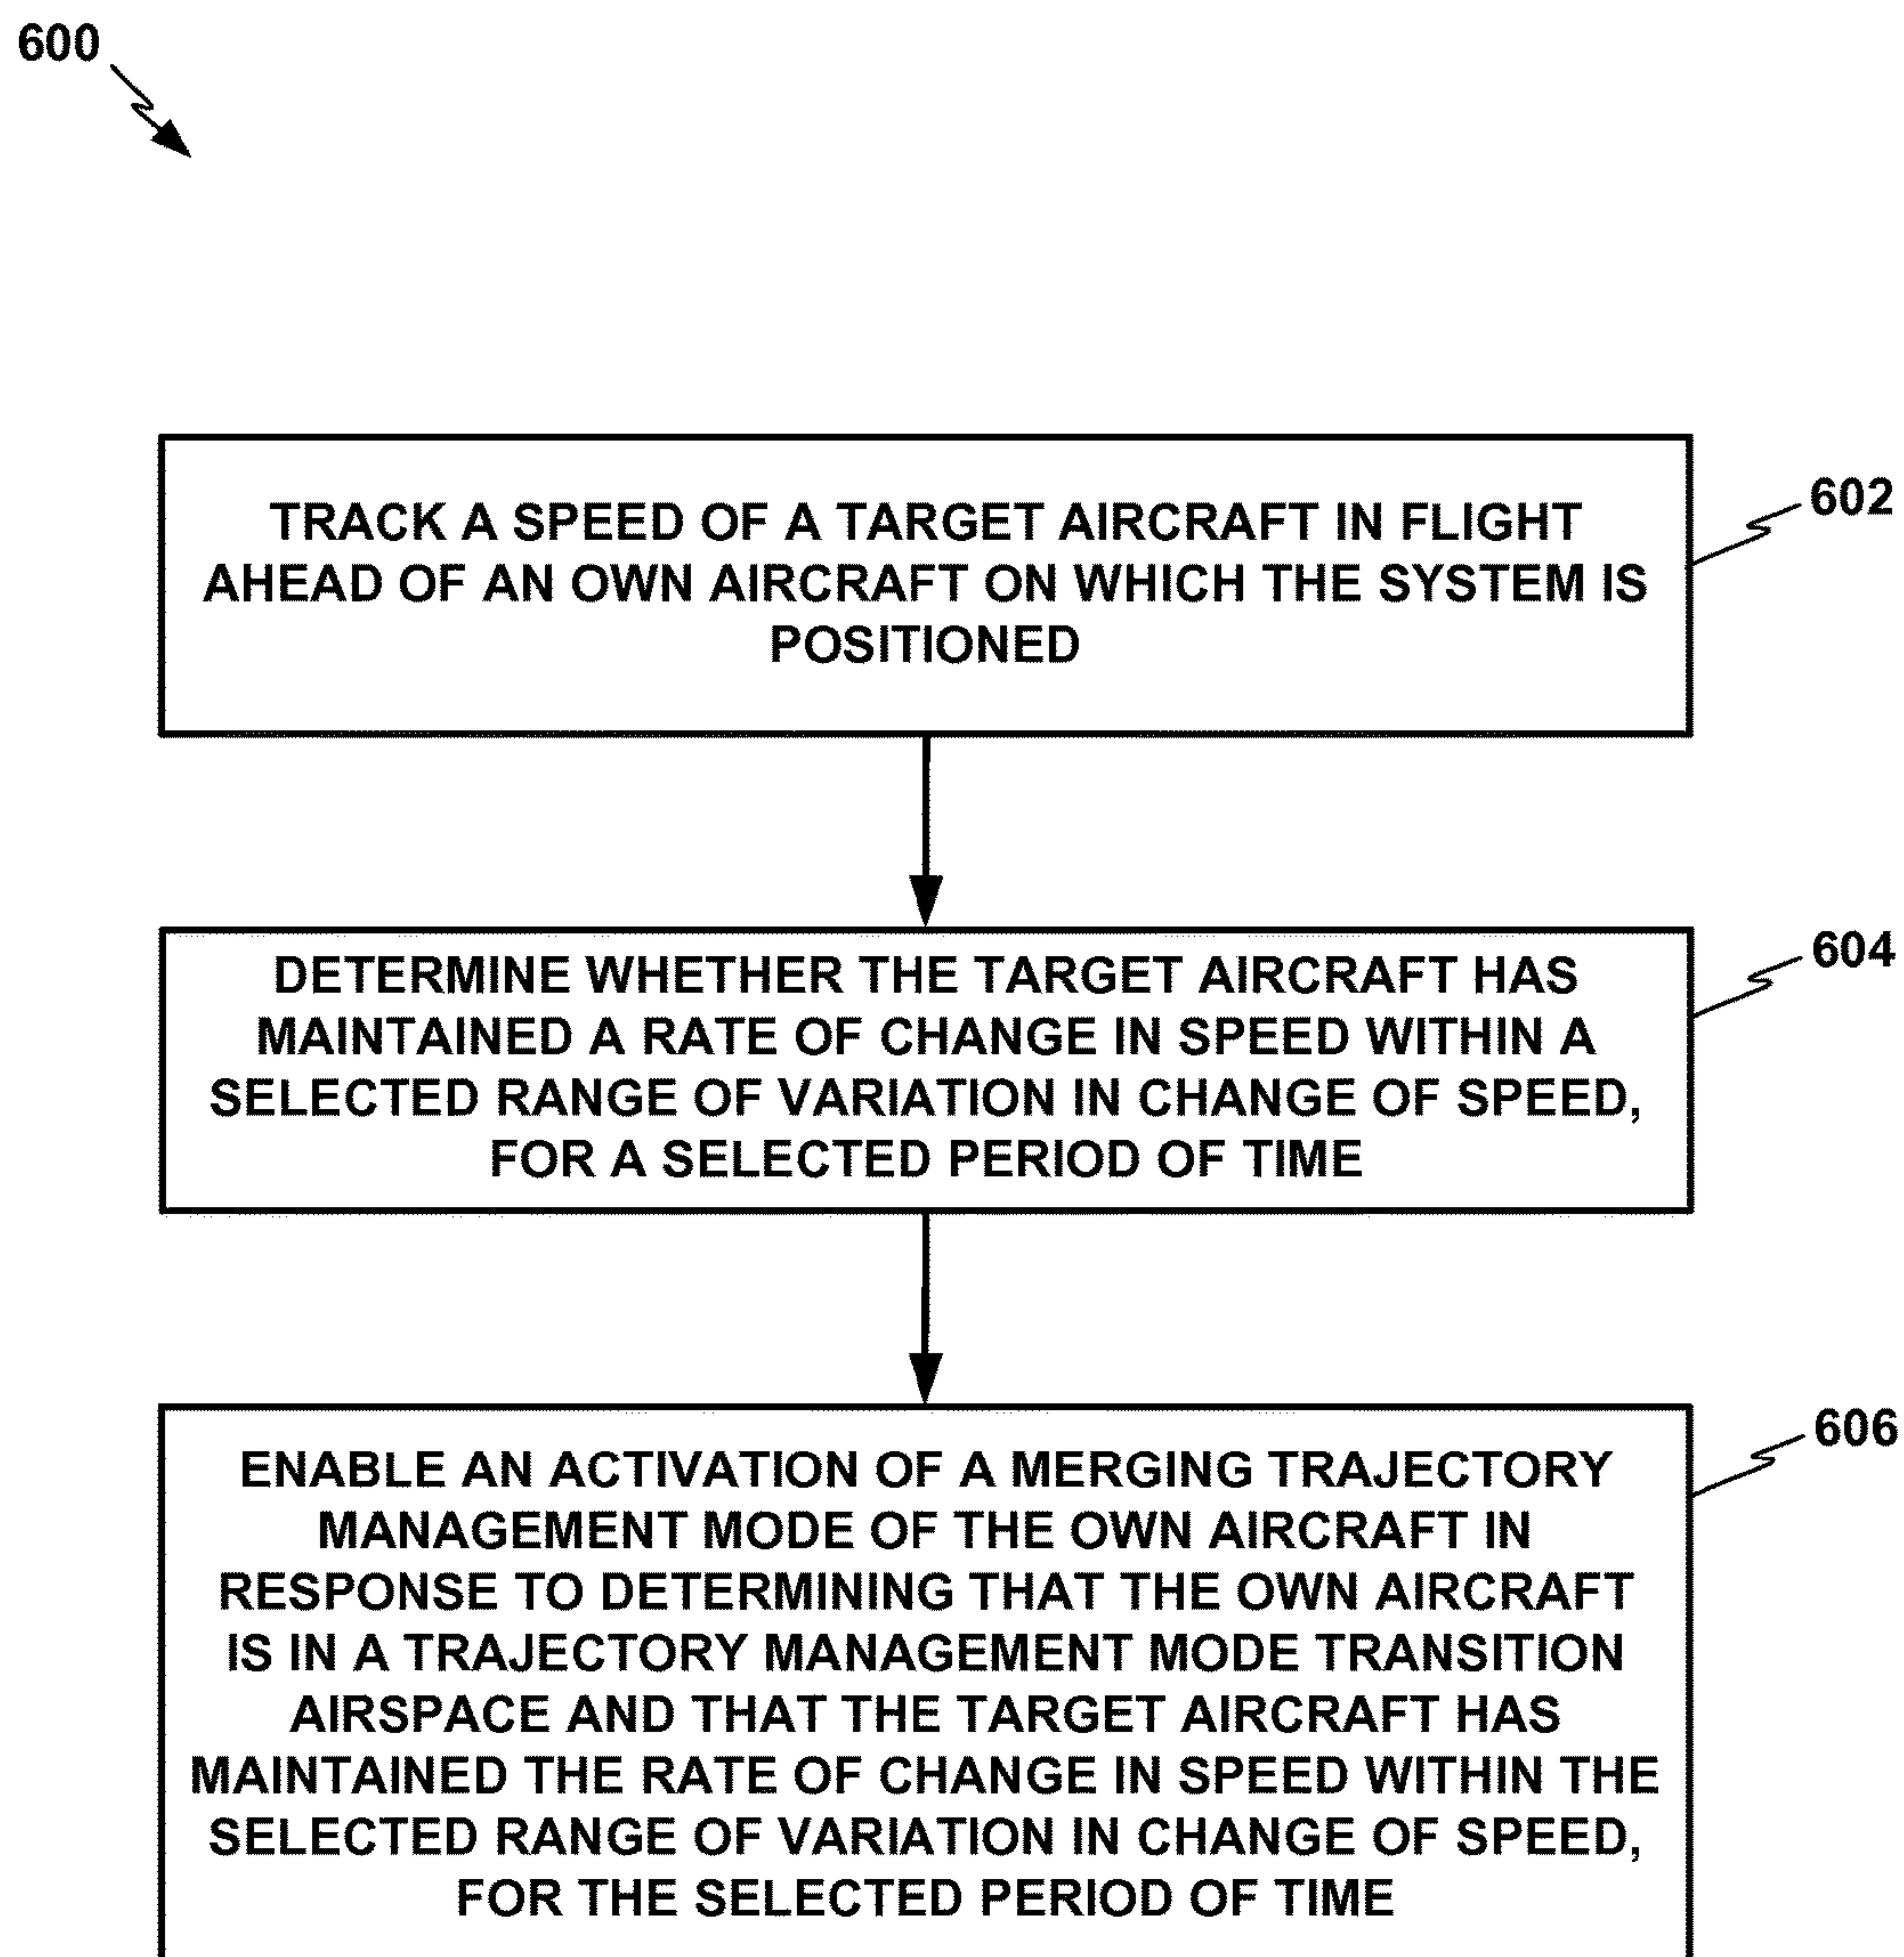 600
TRACK A SPEED OF A TARGET AIRCRAFT IN FLIGHT
AHEAD OF AN OWN AIRCRAFT ON WHICH THE SYSTEM IS
POSITIONED
602
DETERMINE WHETHER THE TARGET AIRCRAFT HAS
MAINTAINED A RATE OF CHANGE IN SPEED WITHIN A
SELECTED RANGE OF VARIATION IN CHANGE OF SPEED,
FOR A SELECTED PERIOD OF TIME
604
ENABLE AN ACTIVATION OF A MERGING TRAJECTORY
MANAGEMENT MODE OF THE OWN AIRCRAFT IN
RESPONSE TO DETERMINING THAT THE OWN AIRCRAFT
IS IN A TRAJECTORY MANAGEMENT MODE TRANSITION
AIRSPACE AND THAT THE TARGET AIRCRAFT HAS
MAINTAINED THE RATE OF CHANGE IN SPEED WITHIN THE
SELECTED RANGE OF VARIATION IN CHANGE OF SPEED,
FOR THE SELECTED PERIOD OF TIME
606